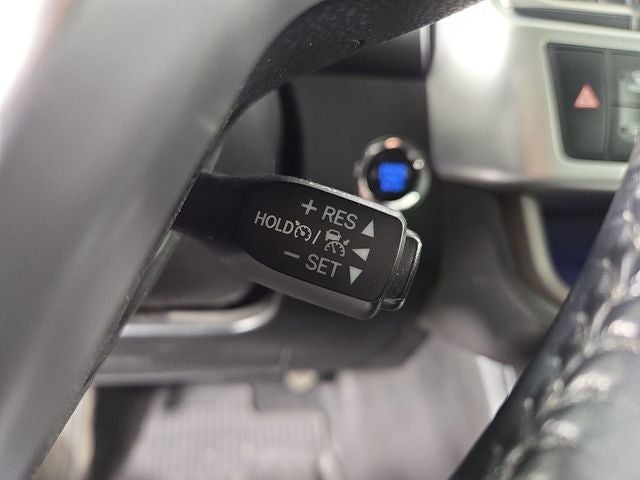 + RES
HOLD /
− SET